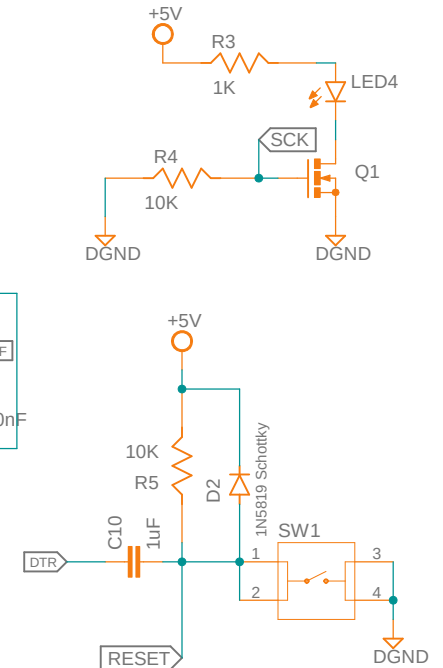 +5V
R3
1K
LED4
SCK
R4
10K
Q1
DGND
DGND
F
0nF
+5V
10K
R5
D2
1N5819 Schottky
C10
1uF
SW1
DTR
1
2
3
4
RESET
DGND